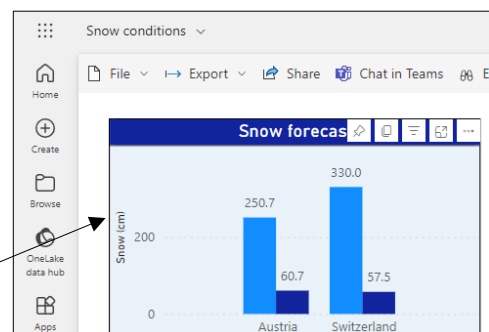 Snow conditions
File Export Share Chat in Teams E
Home
Create
Browse
OneLake
data hub
Apps
Snow forecas
Snow (cm)
330.0
250.7
200
60.7
57.5
0
Austria Switzerland